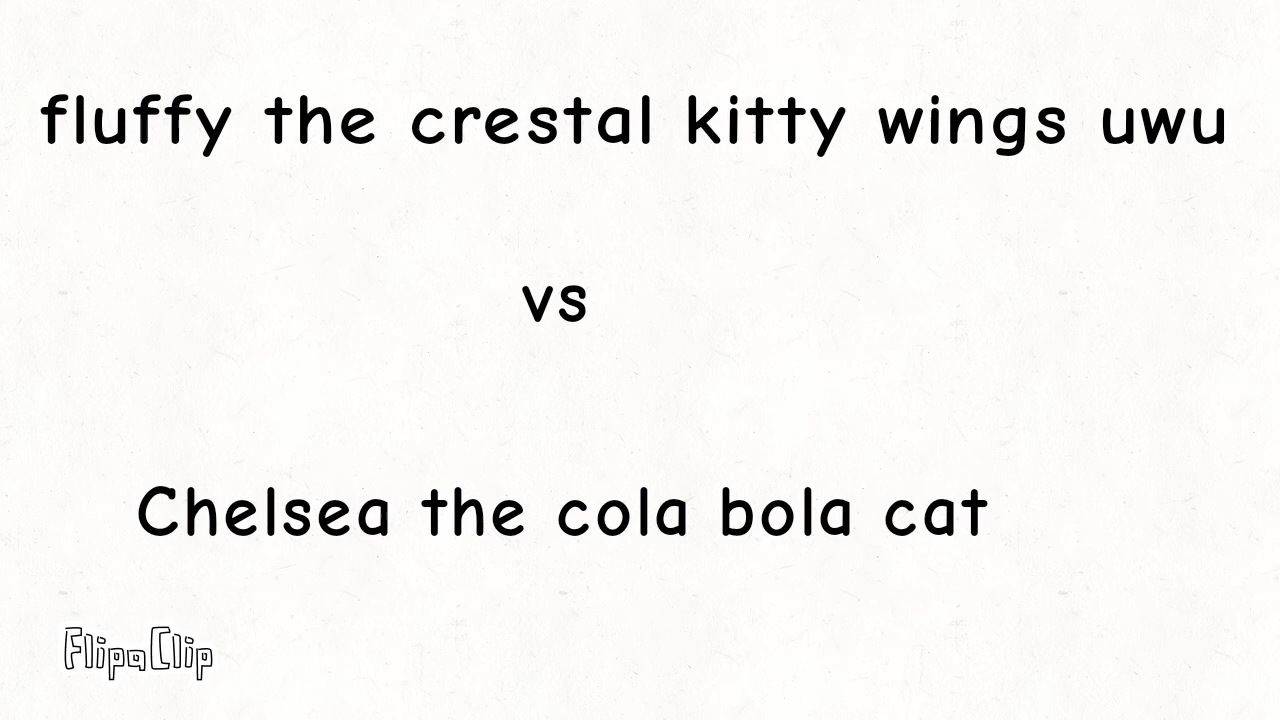 fluffy the crestal kitty wings uwu
vs
Chelsea the cola bola cat
FlipaClip